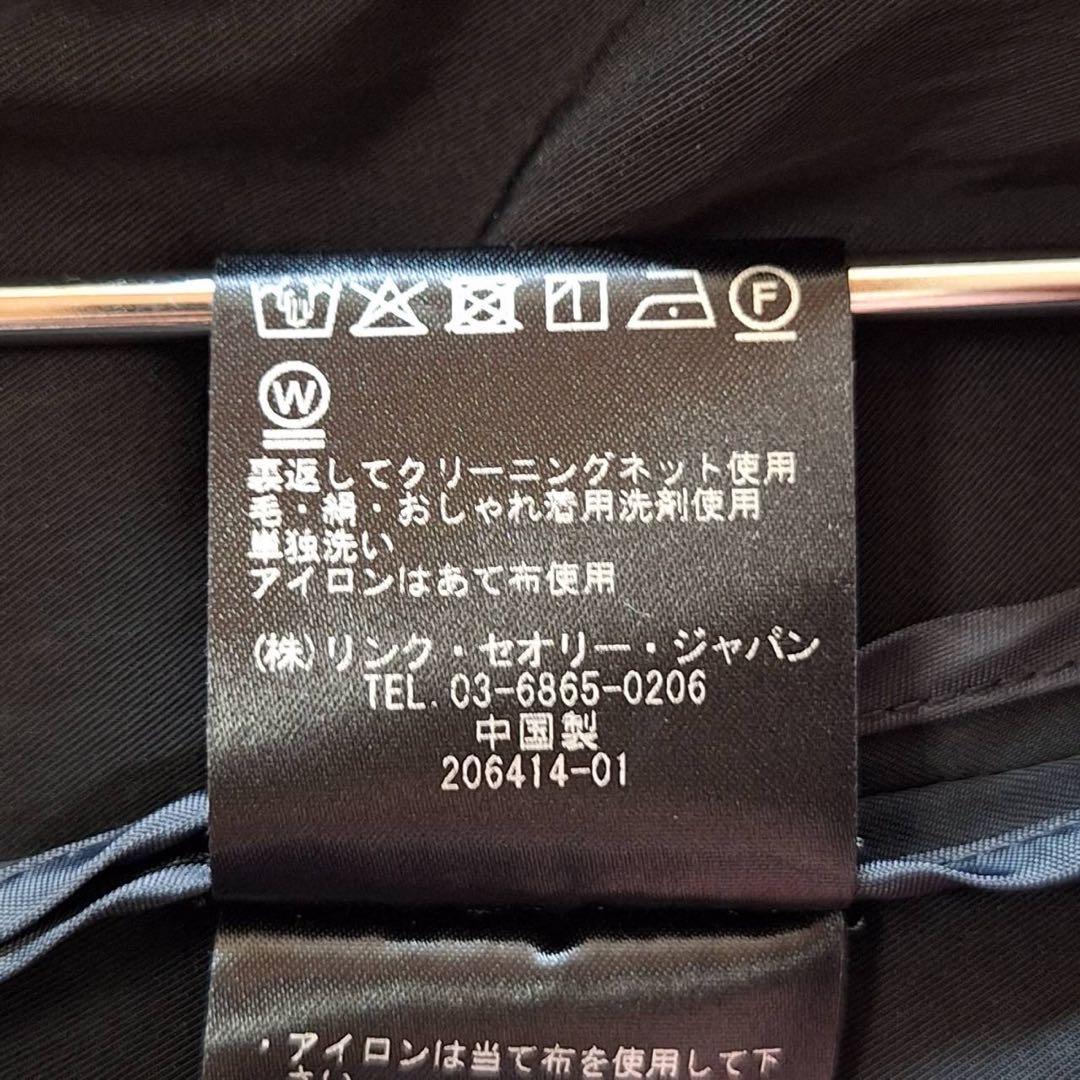 F
W
裏返してクリーニングネット使用
毛・絹・おしゃれ着用洗剤使用
単独洗い
アイロンはあて布使用
(株)リンク・セオリー・ジャパン
TEL. 03-6865-0206
中国製
206414-01
・アイロンは当て布を使用して下
さい